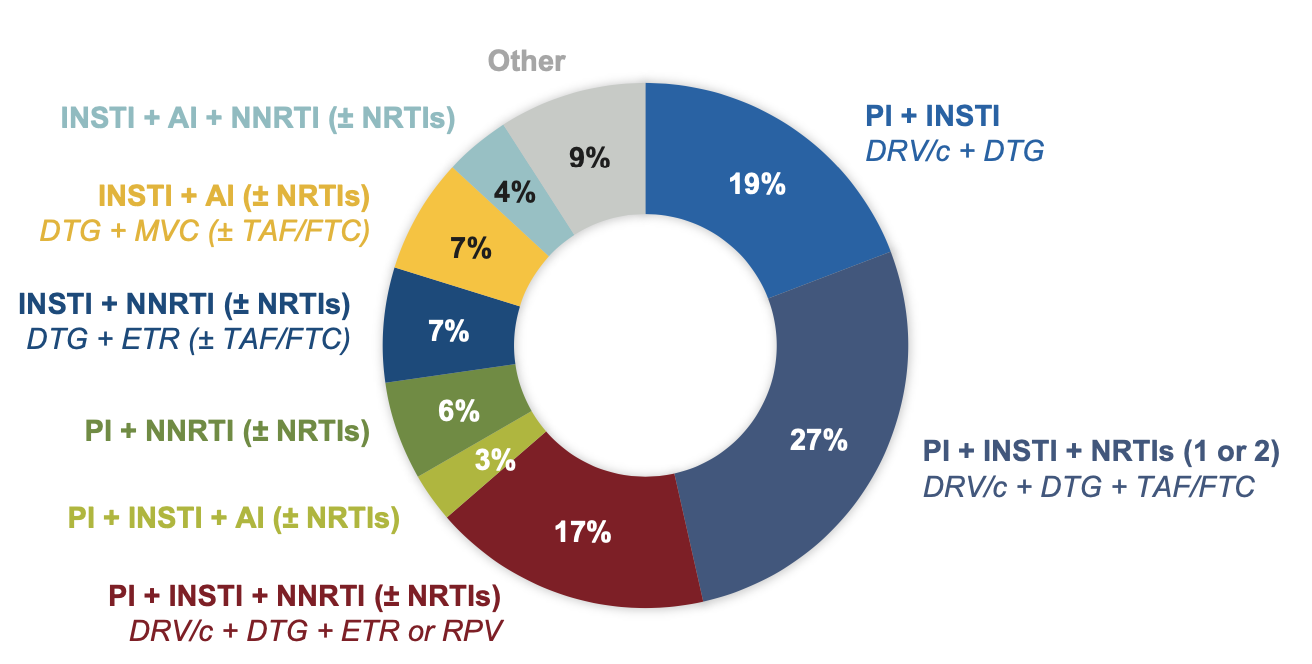 Other
9%
PI + INSTI
DRV/c + DTG
19%
PI + INSTI + NRTIs (1 or 2)
DRV/c + DTG + TAF/FTC
27%
PI + INSTI + NNRTI (± NRTIs)
DRV/c + DTG + ETR or RPV
17%
PI + INSTI + AI (± NRTIs)
3%
PI + NNRTI (± NRTIs)
6%
INSTI + NNRTI (± NRTIs)
DTG + ETR (± TAF/FTC)
7%
INSTI + AI (± NRTIs)
DTG + MVC (± TAF/FTC)
7%
INSTI + AI + NNRTI (± NRTIs)
4%